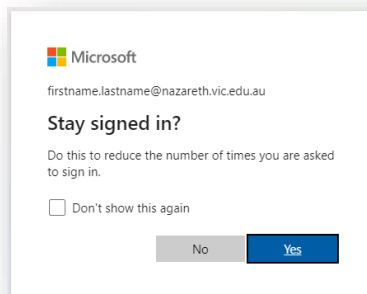 Microsoft
firstname.lastname@nazareth.vic.edu.au
Stay signed in?
Do this to reduce the number of times you are asked
to sign in.
Don't show this again
No
Yes